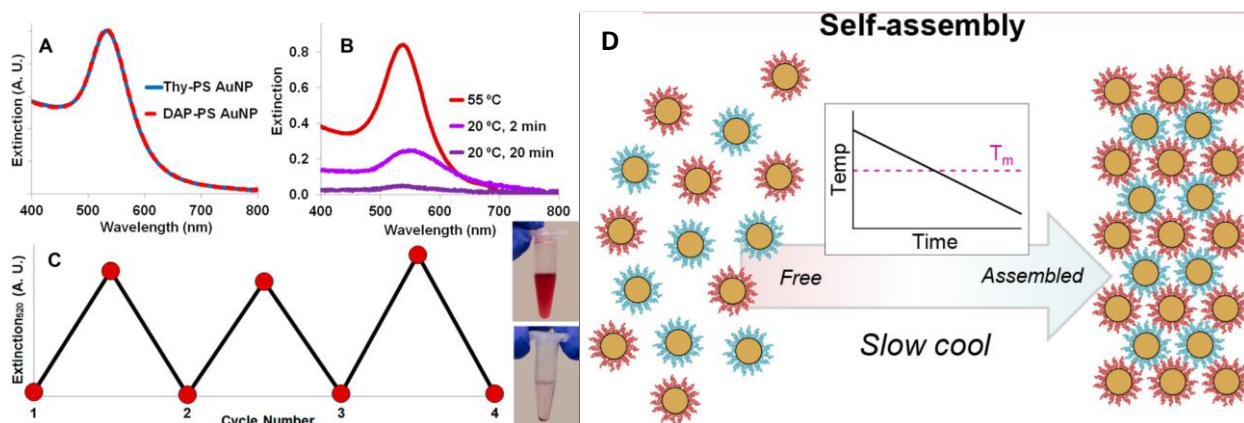 A
Extinction (A. U.)
Thy-PS AuNP
DAP-PS AuNP
400 500 600 700 800
Wavelength (nm)
B
Extinction
0.8
0.6
0.4
0.2
0.0
55 °C
20 °C, 2 min
20 °C, 20 min
400 500 600 700 800
Wavelength (nm)
C
Extinction520 (A. U.)
1 2 3 4
Cycle Number
D
Self-assembly
Temp
Tm
Time
Free
Assembled
Slow cool